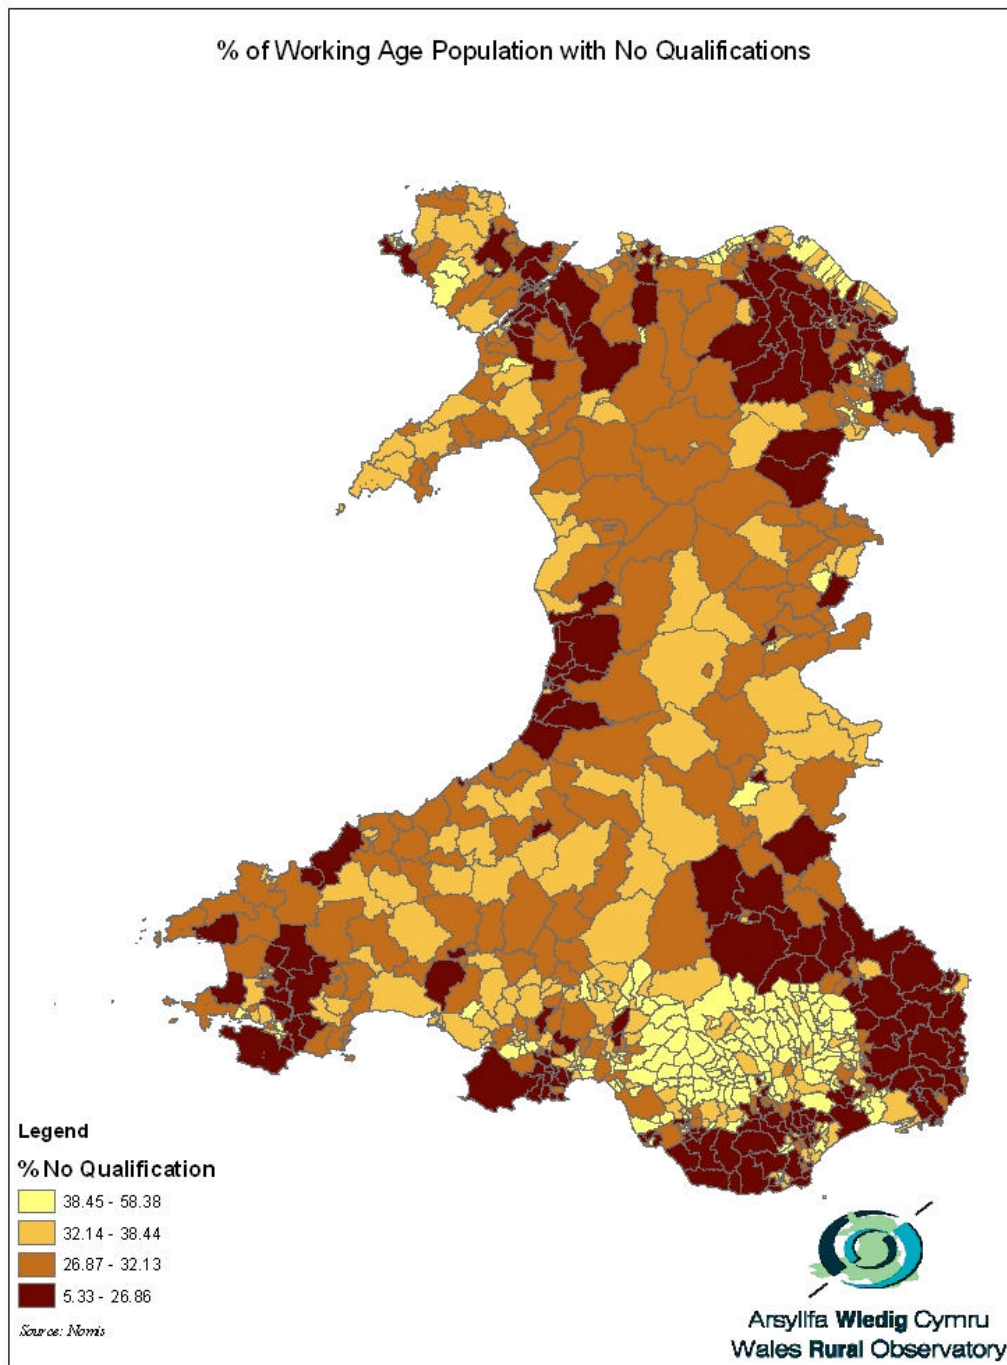 % of Working Age Population with No Qualifications
Legend
% No Qualification
38.45 - 58.38
32.14 - 38.44
26.87 - 32.13
5.33 - 26.86
Source: Nomis
Arsyllfa Wledig Cymru
Wales Rural Observatory